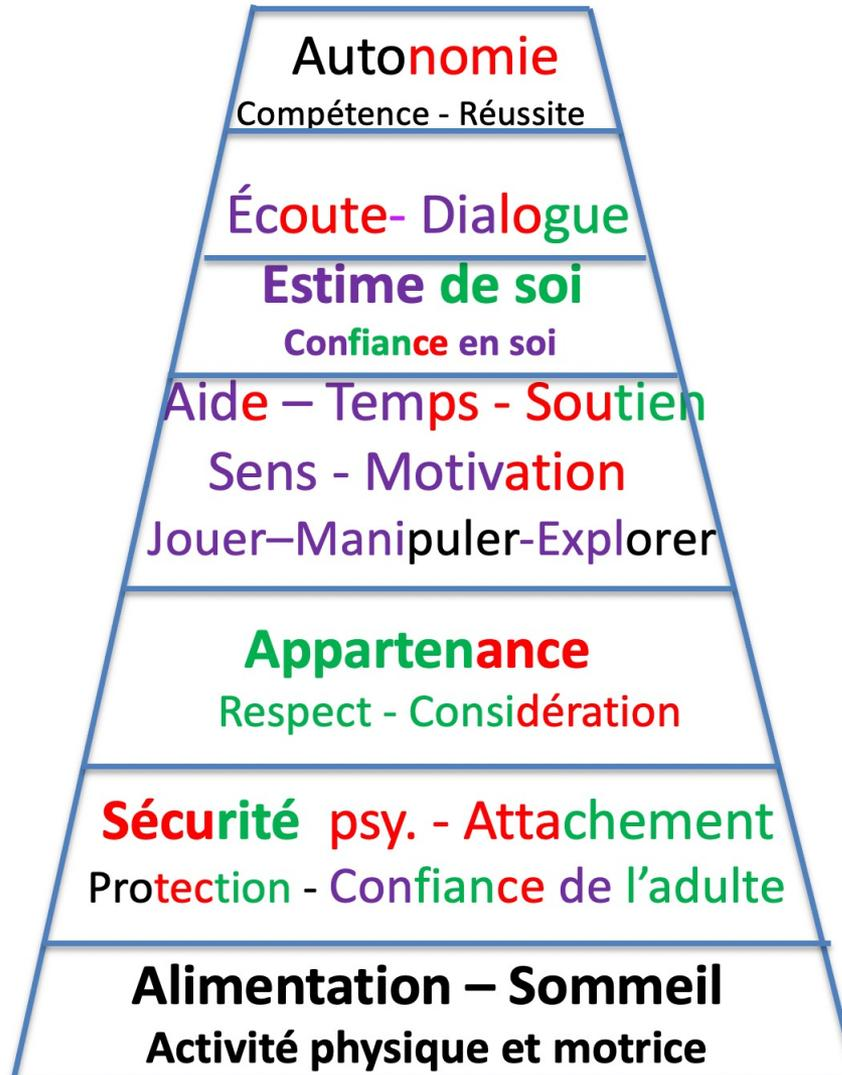 Autonomie
Compétence - Réussite
Écoute- Dialogue
Estime de soi
Confiance en soi
Aide – Temps - Soutien
Sens - Motivation
Jouer–Manipuler-Explorer
Appartenance
Respect - Considération
Sécurité psy. - Attachement
Protection - Confiance de l’adulte
Alimentation – Sommeil
Activité physique et motrice